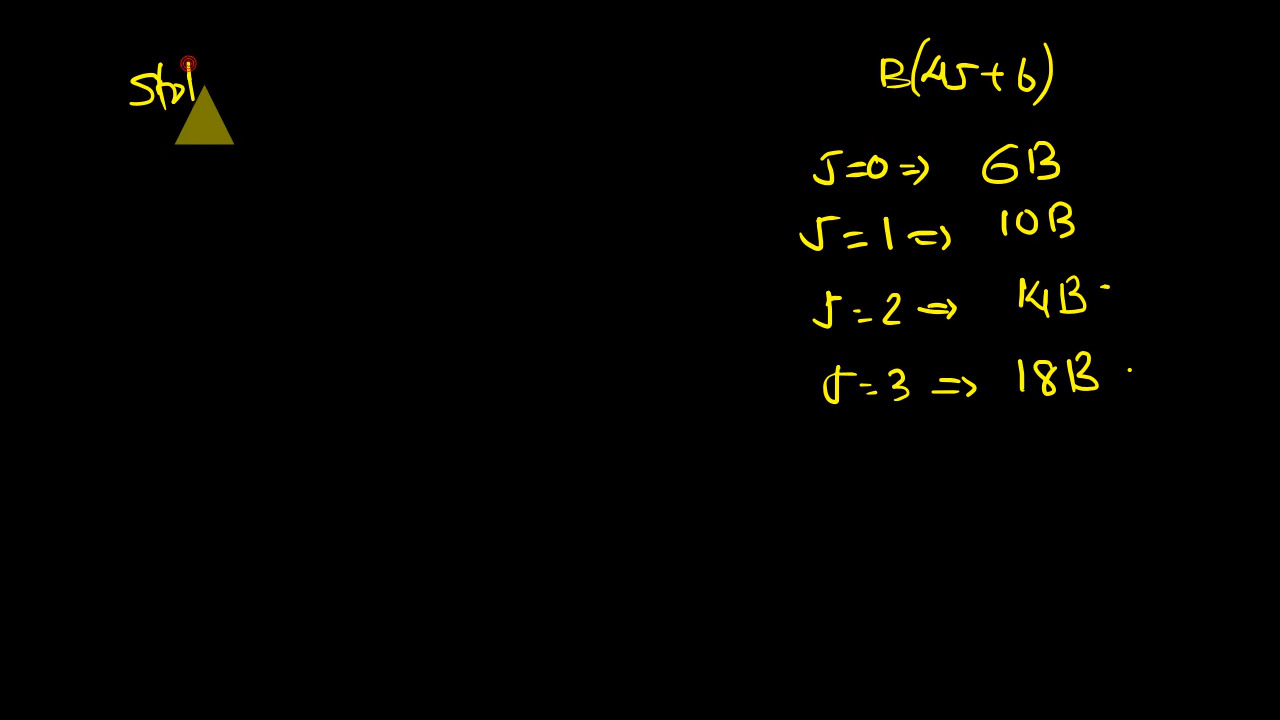 B(4J+6)
J=0 => 6B
J=1 => 10B
J=2 => 14B
J=3 => 18B